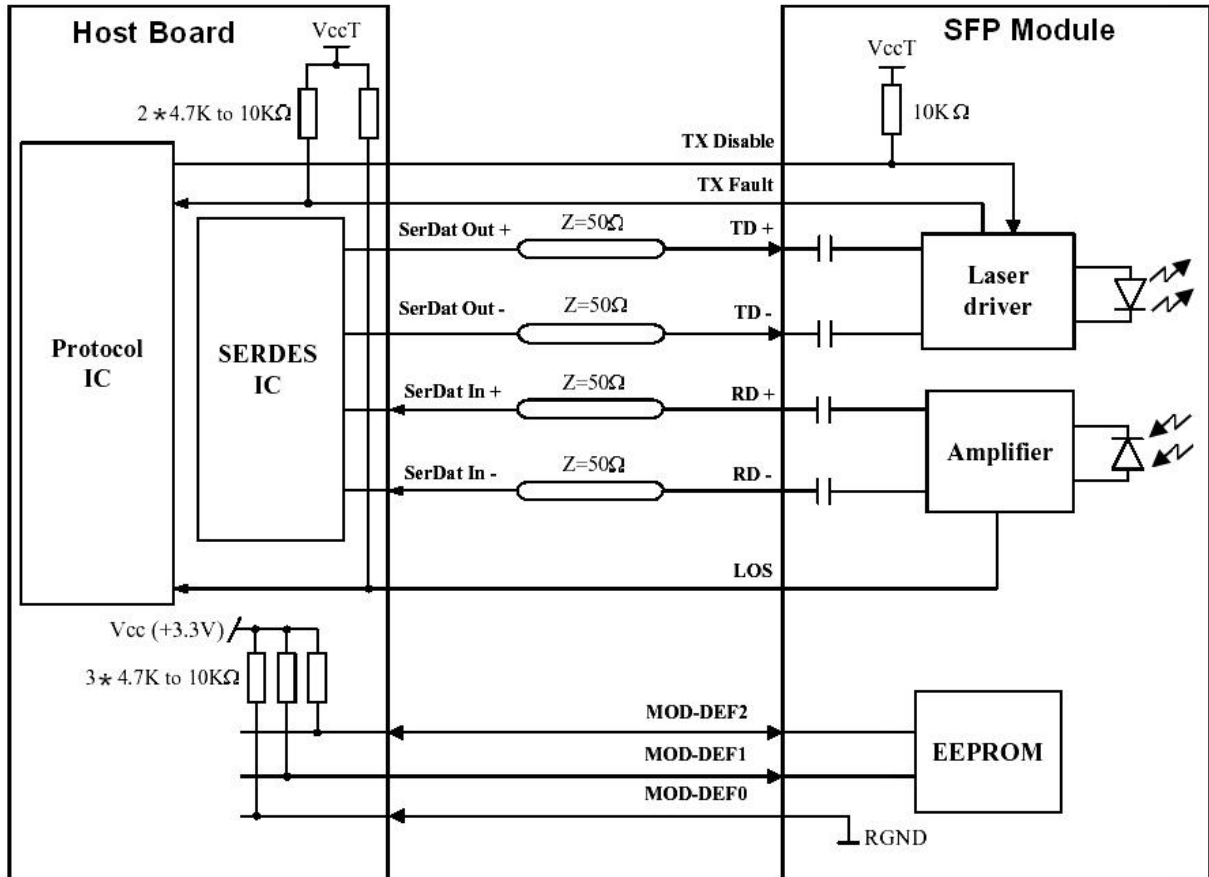 Host Board
SFP Module
VccT
VccT
2*4.7K to 10KΩ
10KΩ
TX Disable
TX Fault
SerDat Out +
Z=50Ω
TD +
SerDat Out -
Z=50Ω
TD -
Laser
driver
Protocol
IC
SERDES
IC
SerDat In +
Z=50Ω
RD +
SerDat In -
Z=50Ω
RD -
Amplifier
LOS
Vcc (+3.3V)
3*4.7K to 10KΩ
MOD-DEF2
MOD-DEF1
MOD-DEF0
EEPROM
RGND